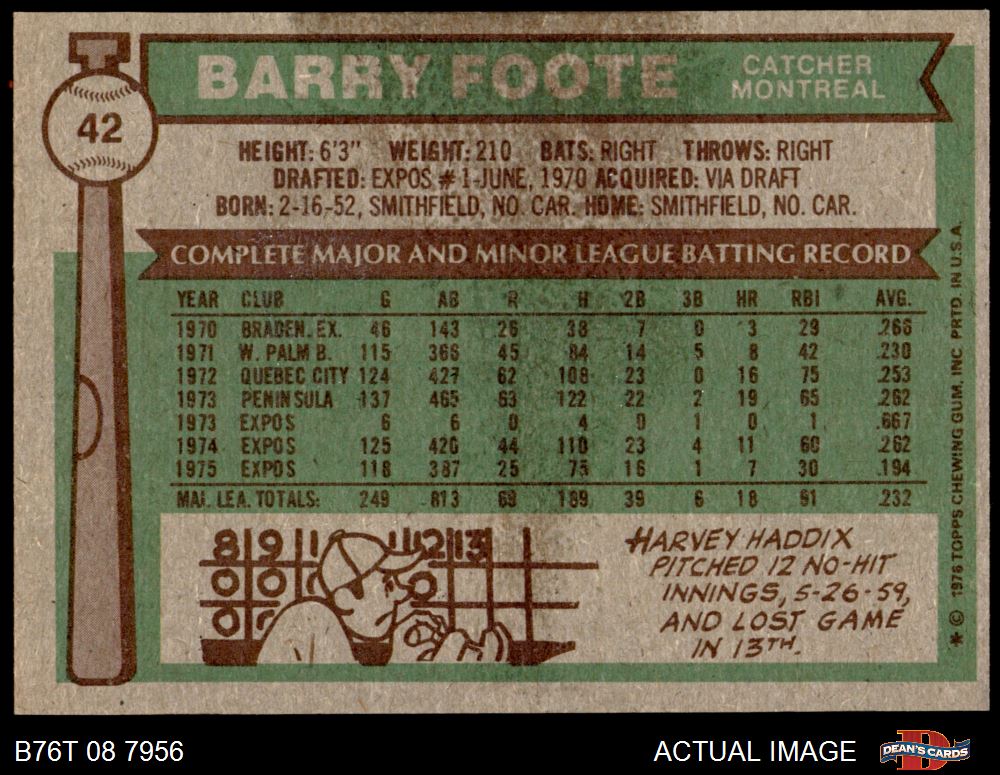 BARRY FOOTE
CATCHER
MONTREAL
42
HEIGHT: 6'3" WEIGHT: 210 BATS: RIGHT THROWS: RIGHT
DRAFTED: EXPOS #1-JUNE, 1970 ACQUIRED: VIA DRAFT
BORN: 2-16-52, SMITHFIELD, NO. CAR. HOME: SMITHFIELD, NO. CAR.
COMPLETE MAJOR AND MINOR LEAGUE BATTING RECORD
YEAR CLUB G AB R H 2B 3B HR RBI AVG.
1970 BRADEN. EX. 46 143 26 38 7 0 3 29 .266
1971 W. PALM B. 115 366 45 84 14 5 8 42 .230
1972 QUEBEC CITY 124 427 62 108 23 0 16 75 .253
1973 PENINSULA 137 465 63 122 22 2 19 65 .262
1973 EXPOS 6 6 0 4 0 1 0 1 .667
1974 EXPOS 125 420 44 110 23 4 11 60 .262
1975 EXPOS 118 387 25 75 16 1 7 30 .194
MAJ. LEA. TOTALS: 249 813 69 189 39 6 18 91 .232
8 9 1 12 13
0 0 0
0 0
HARVEY HADDIX
PITCHED 12 NO-HIT
INNINGS, 5-26-59,
AND LOST GAME
IN 13TH.
* © 1976 TOPPS CHEWING GUM, INC. PRTD. IN U.S.A.
B76T 08 7956
ACTUAL IMAGE
D
DEAN'S CARDS